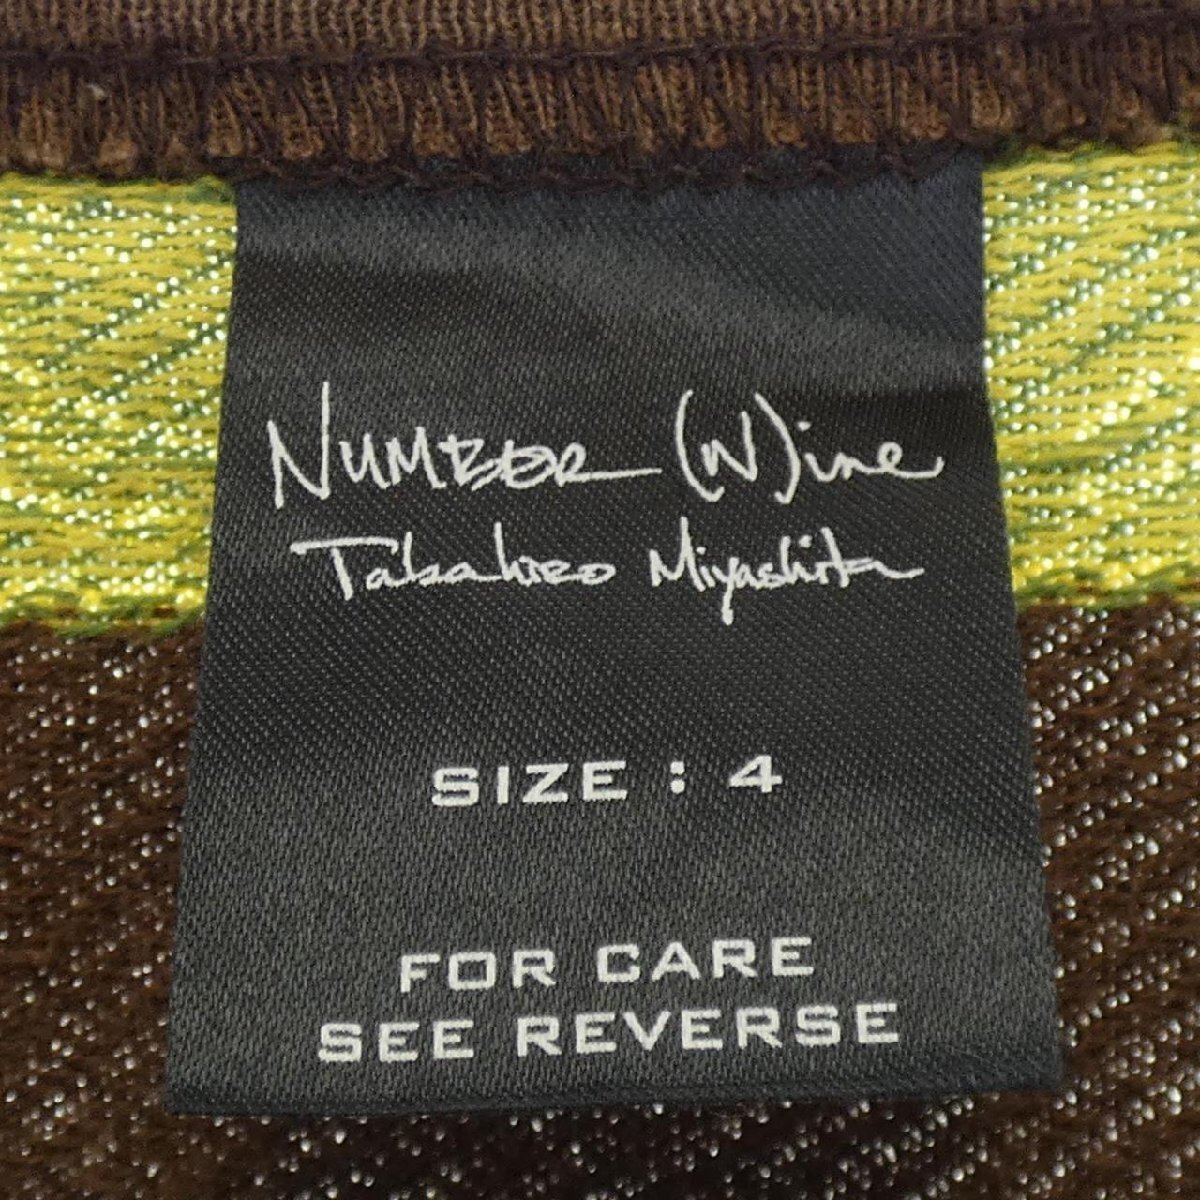 NUMBER (N)ine
Takahiro Miyashita
SIZE : 4
FOR CARE
SEE REVERSE